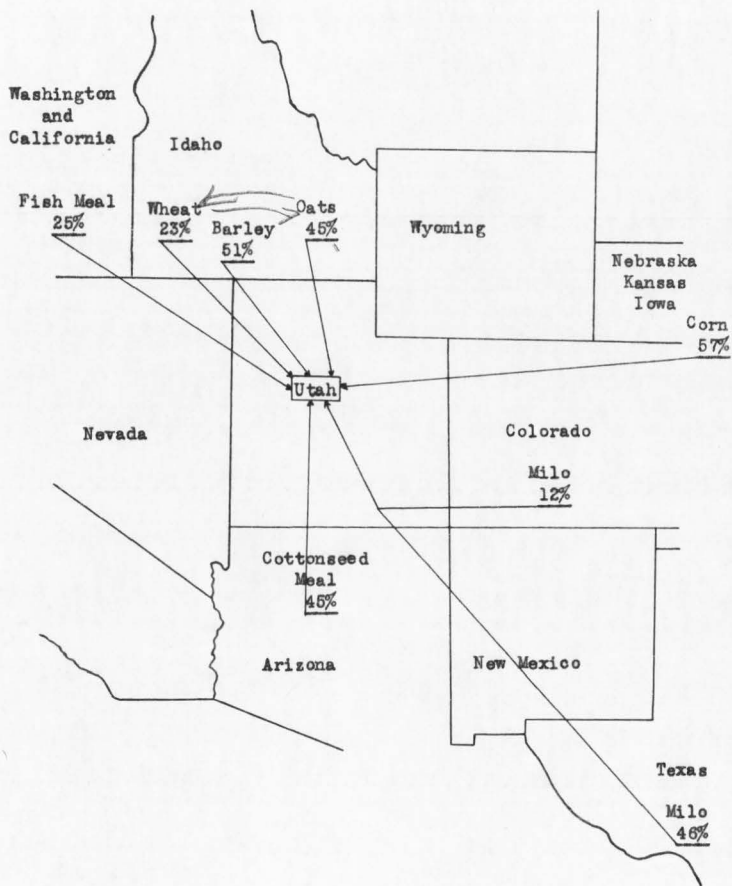 Washington
and
California
Idaho
Fish Meal
25%
Wheat
23%
Barley
51%
Oats
45%
Wyoming
Nebraska
Kansas
Iowa
Corn
57%
Utah
Nevada
Colorado
Milo
12%
Cottonseed
Meal
45%
Arizona
New Mexico
Texas
Milo
46%